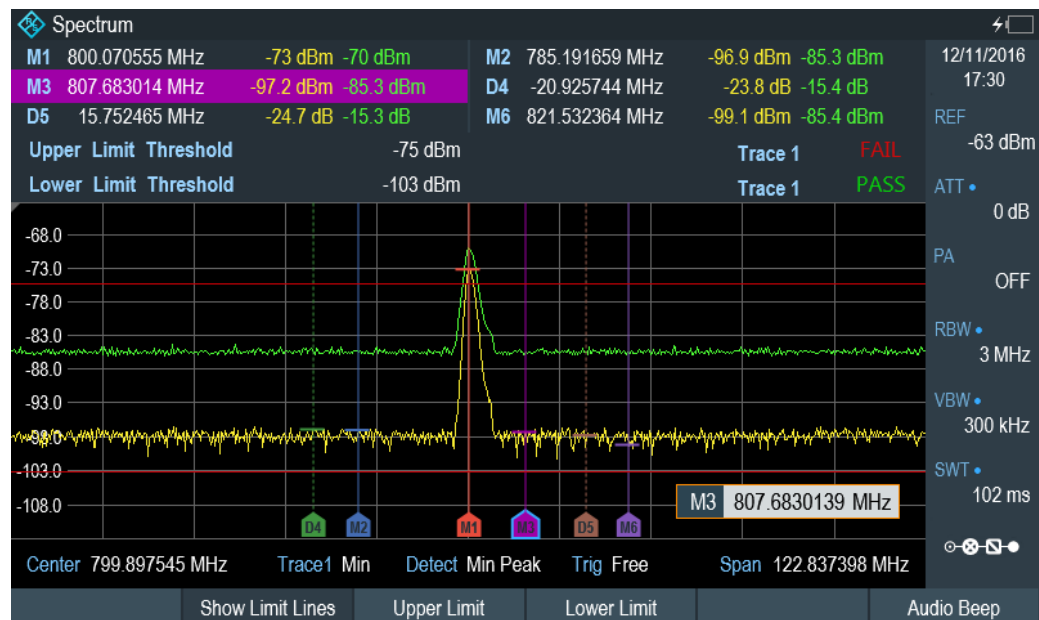 Spectrum
M1 800.070555 MHz -73 dBm -70 dBm M2 785.191659 MHz -96.9 dBm -85.3 dBm
M3 807.683014 MHz -97.2 dBm -85.3 dBm D4 -20.925744 MHz -23.8 dB -15.4 dB
D5 15.752465 MHz -24.7 dB -15.3 dB M6 821.532364 MHz -99.1 dBm -85.4 dBm
Upper Limit Threshold -75 dBm Trace 1 FAIL
Lower Limit Threshold -103 dBm Trace 1 PASS
-68.0
-73.0
-78.0
-83.0
-88.0
-93.0
-98.0
-103.0
-108.0
D4 M2 M1 M3 D5 M6
M3 807.6830139 MHz
Center 799.897545 MHz Trace1 Min Detect Min Peak Trig Free Span 122.837398 MHz
Show Limit Lines Upper Limit Lower Limit Audio Beep
12/11/2016
17:30
REF
-63 dBm
ATT
0 dB
PA
OFF
RBW
3 MHz
VBW
300 kHz
SWT
102 ms